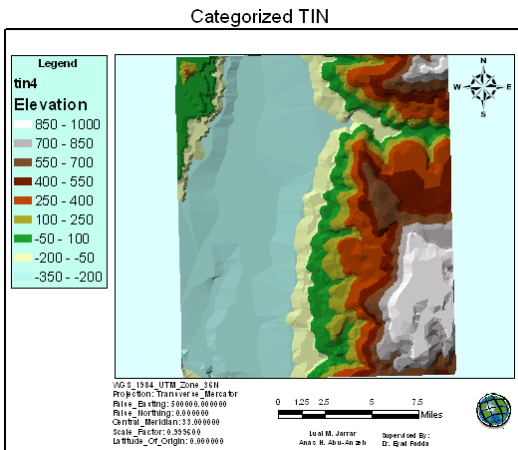 Categorized TIN
Legend
tin4
Elevation
850 - 1000
700 - 850
550 - 700
400 - 550
250 - 400
100 - 250
-50 - 100
-200 - -50
-350 - -200
N
W E
S
WGS_1984_UTM_Zone_36N
Projection: Transverse_Mercator
False_Easting: 500000.000000
False_Northing: 0.000000
Central_Meridian: 33.000000
Scale_Factor: 0.999600
Latitude_Of_Origin: 0.000000
0 1.25 2.5 5 7.5
Miles
Luai M. Jarrar
Anas H. Abu-Anzeh
Supervised By:
Dr. Eyad Fadda